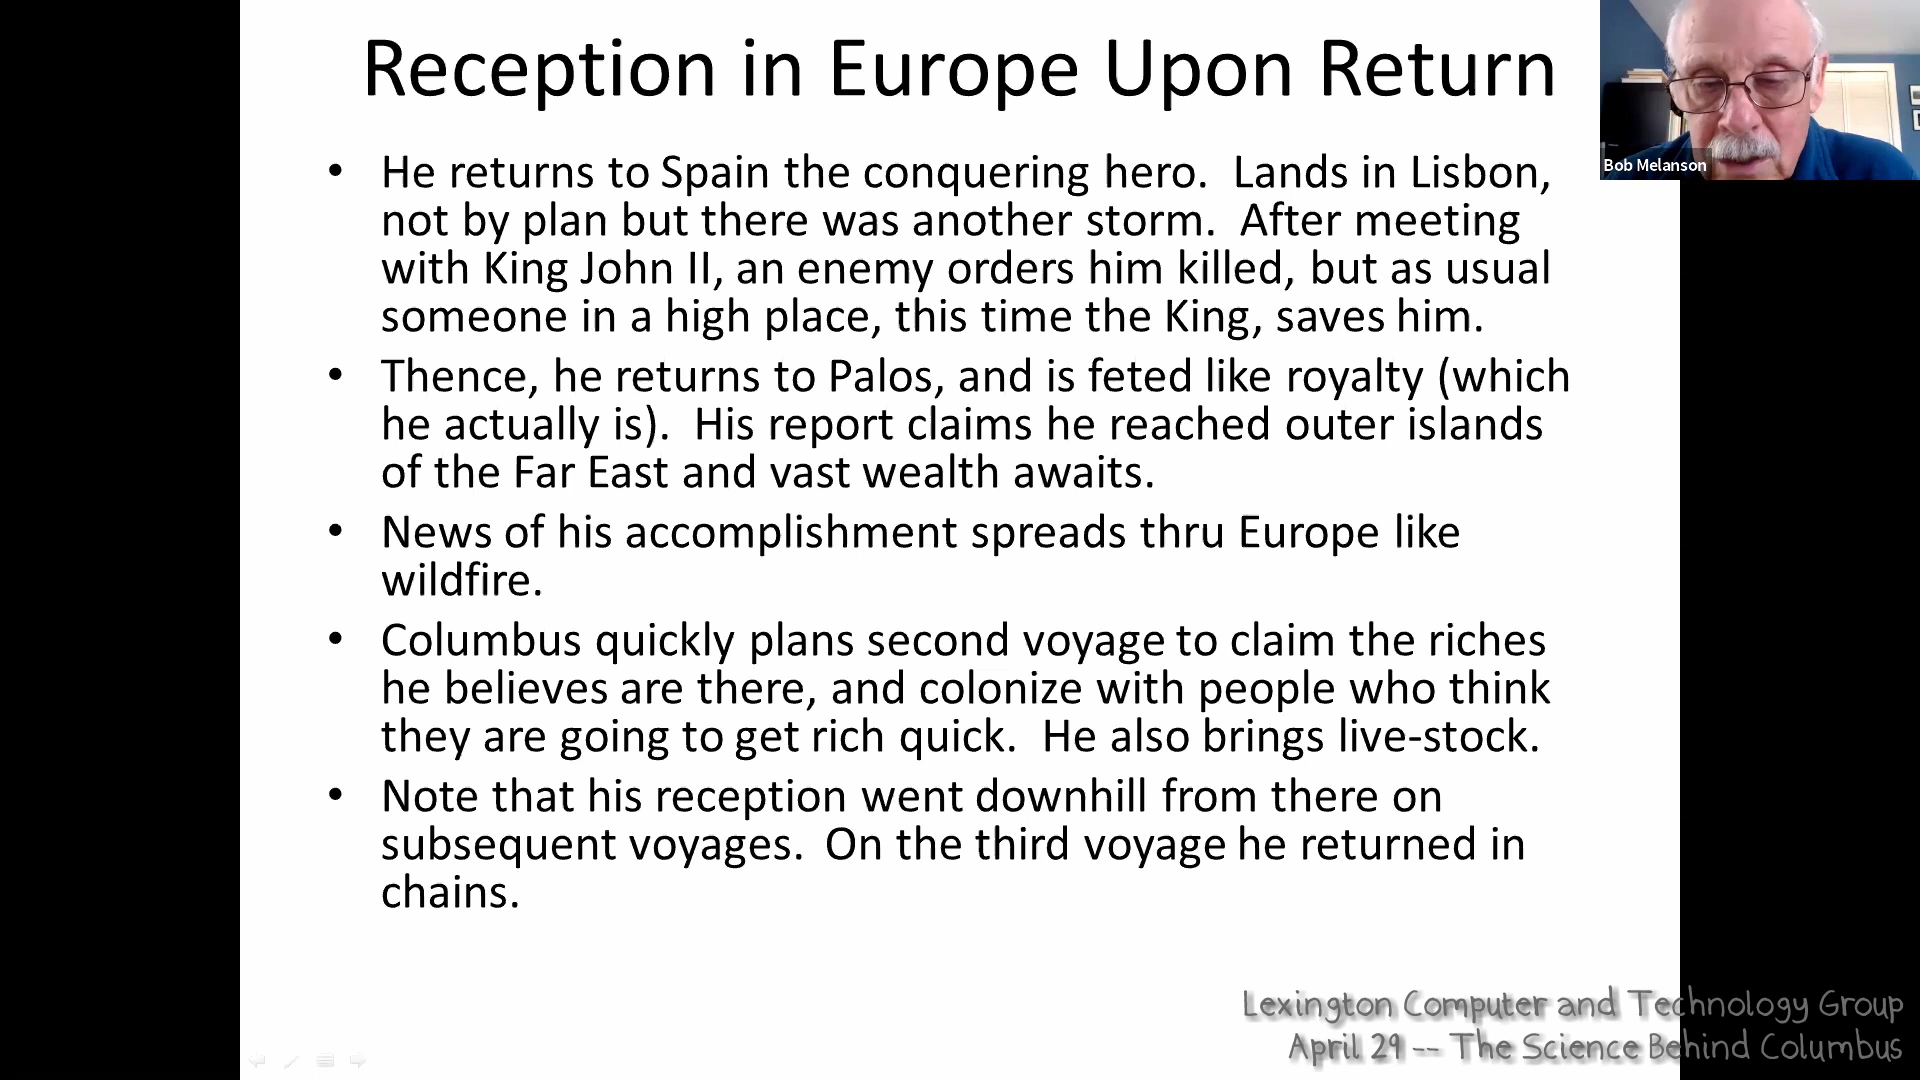 Reception in Europe Upon Return
Bob Melanson
• He returns to Spain the conquering hero.  Lands in Lisbon,
not by plan but there was another storm.  After meeting
with King John II, an enemy orders him killed, but as usual
someone in a high place, this time the King, saves him.
• Thence, he returns to Palos, and is feted like royalty (which
he actually is).  His report claims he reached outer islands
of the Far East and vast wealth awaits.
• News of his accomplishment spreads thru Europe like
wildfire.
• Columbus quickly plans second voyage to claim the riches
he believes are there, and colonize with people who think
they are going to get rich quick.  He also brings live-stock.
• Note that his reception went downhill from there on
subsequent voyages.  On the third voyage he returned in
chains.
Lexington Computer and Technology Group
April 29 -- The Science Behind Columbus